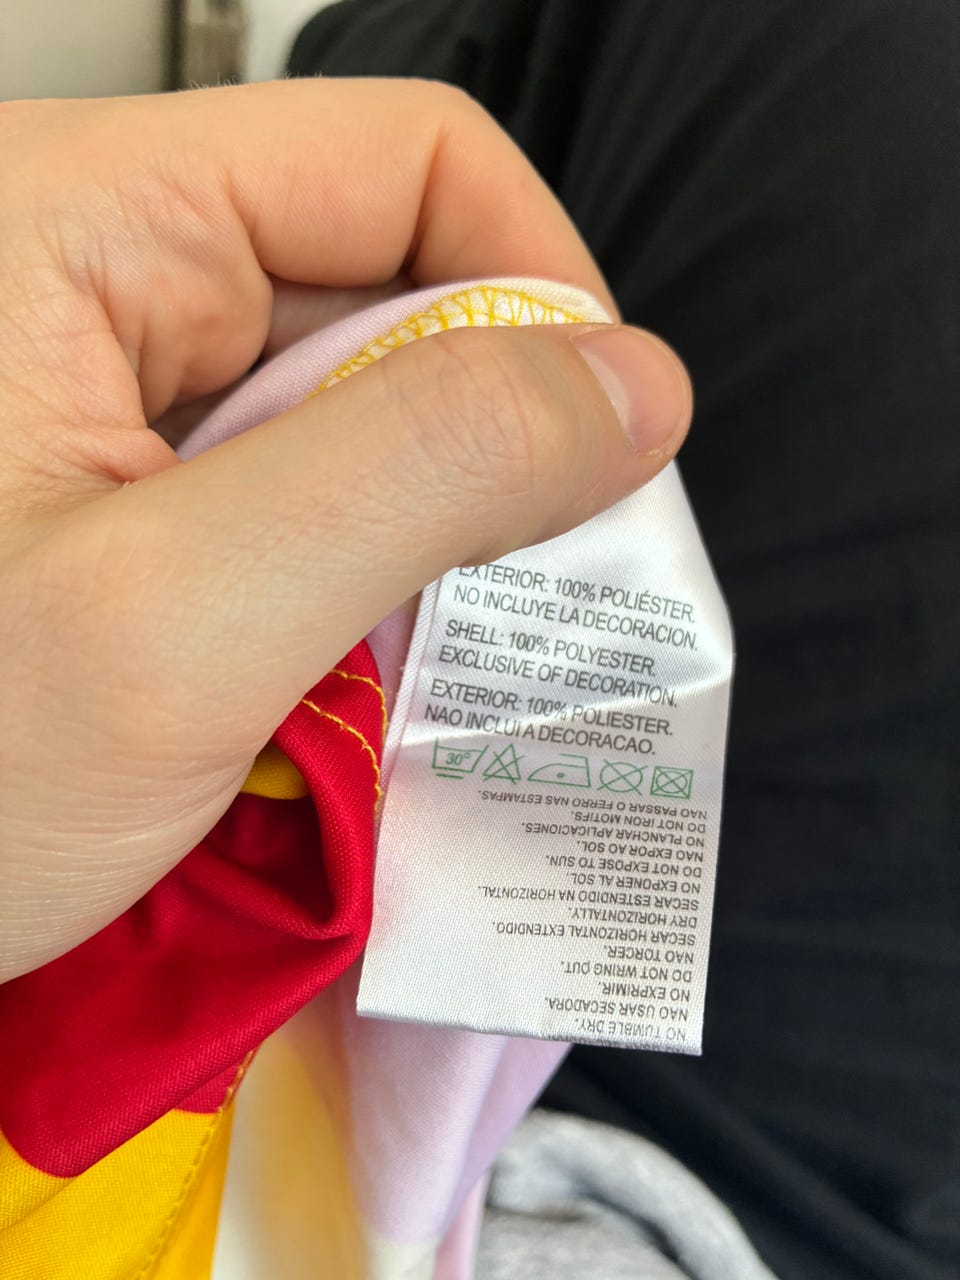 EXTERIOR: 100% POLIÉSTER.
NO INCLUYE LA DECORACION.
SHELL: 100% POLYESTER.
EXCLUSIVE OF DECORATION.
EXTERIOR: 100% POLIESTER.
NAO INCLUI A DECORACAO.
30°
NO TUMBLE DRY.
NAO USAR SECADORA.
NO EXPRIMIR.
DO NOT WRING OUT.
NAO TORCER.
SECAR HORIZONTAL EXTENDIDO.
DRY HORIZONTALLY.
SECAR ESTENDIDO NA HORIZONTAL.
NO EXPONER AL SOL.
DO NOT EXPOSE TO SUN.
NAO EXPOR AO SOL.
NO PLANCHAR APLICACIONES.
DO NOT IRON MOTIFS.
NAO PASSAR O FERRO NAS ESTAMPAS.